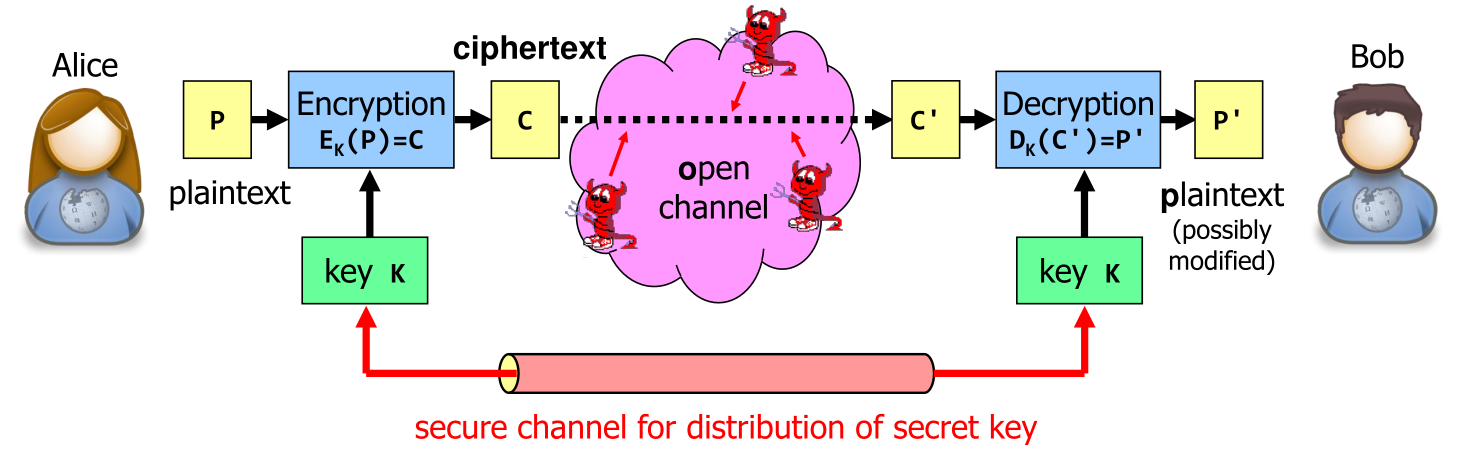 Alice
P
plaintext
Encryption
E_K(P)=C
key K
ciphertext
C
open
channel
C'
Decryption
D_K(C')=P'
key K
P'
plaintext
(possibly
modified)
Bob
secure channel for distribution of secret key